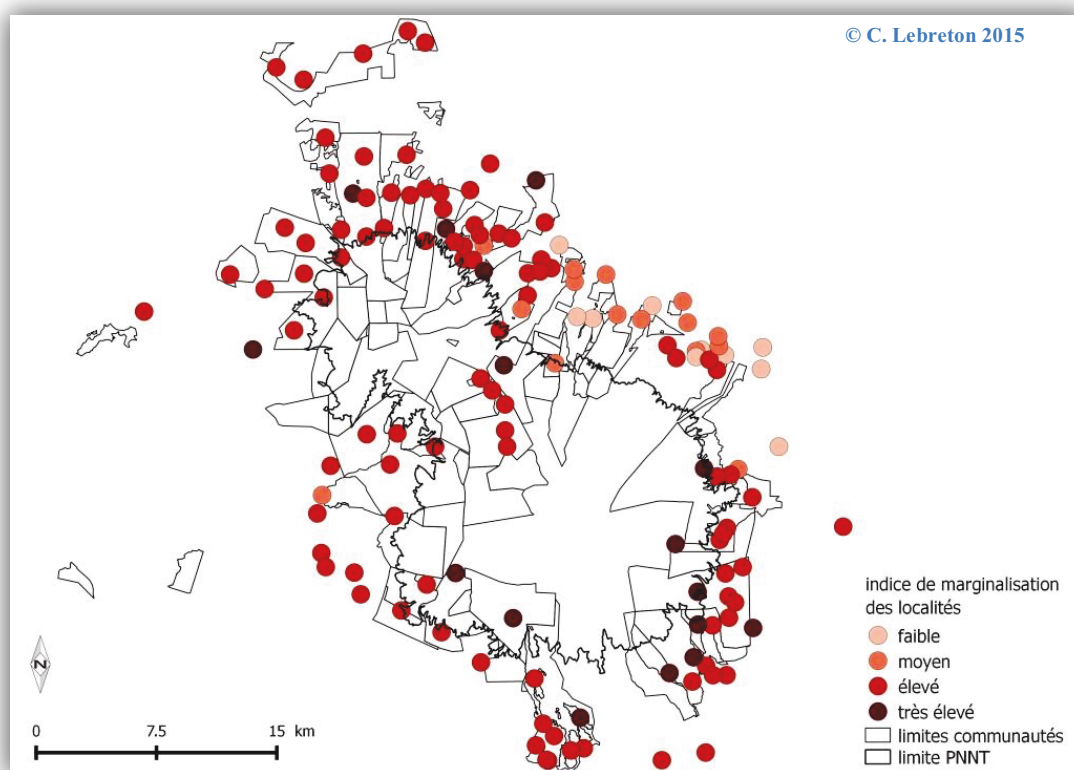 © C. Lebreton 2015
indice de marginalisation
des localités
faible
moyen
élevé
très élevé
limites communautés
limite PNNT
N
0 7.5 15 km